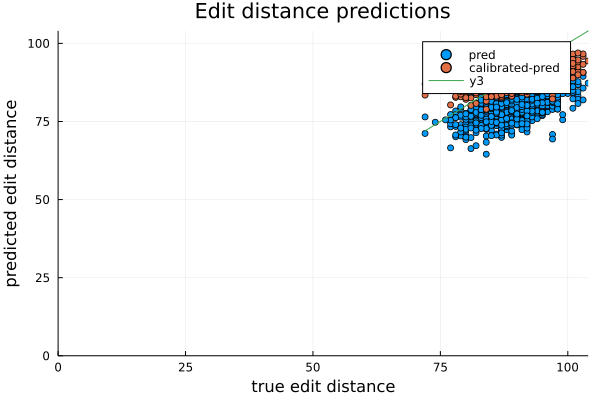 Edit distance predictions
predicted edit distance
100
75
50
25
0
pred
calibrated-pred
y3
0 25 50 75 100
true edit distance